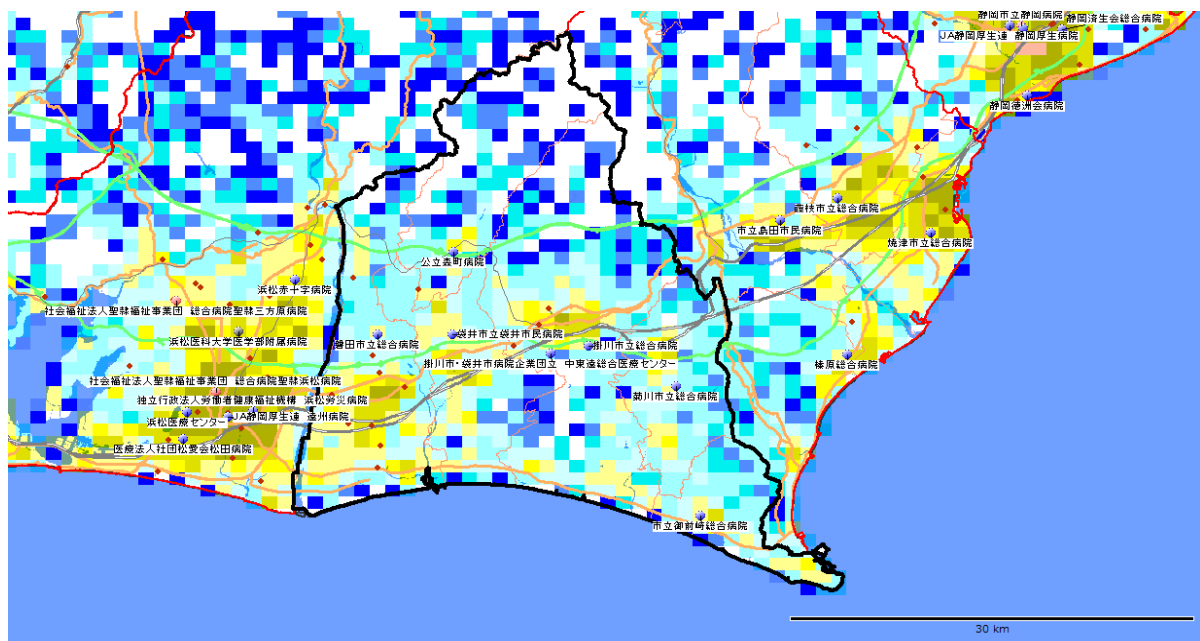 静岡市立静病院
静岡済生会総合病院
JA静岡厚生連 静岡厚生病院
静岡徳洲会病院
藤枝市立総合病院
市立島田市民病院
焼津市立総合病院
公立森町病院
浜松赤十字病院
社会福祉法人聖隷福祉事業団 総合病院聖隷三方原病院
浜松医科大学医学部附属病院
磐田市立総合病院
袋井市立袋井市民病院
掛川市立総合病院
掛川市・袋井市病院企業団立 中東遠総合医療センター
榛原総合病院
社会福祉法人聖隷福祉事業団 総合病院聖隷浜松病院
菊川市立総合病院
独立行政法人労働者健康福祉機構 浜松労災病院
浜松医療センター
JA静岡厚生連 遠州病院
医療法人社団松愛会松田病院
市立御前崎総合病院
30 km